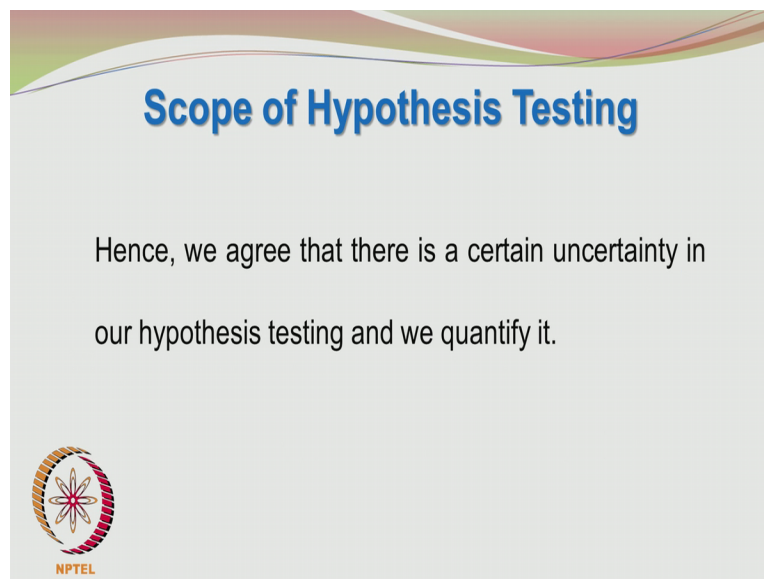 Scope of Hypothesis Testing
Hence, we agree that there is a certain uncertainty in
our hypothesis testing and we quantify it.
NPTEL